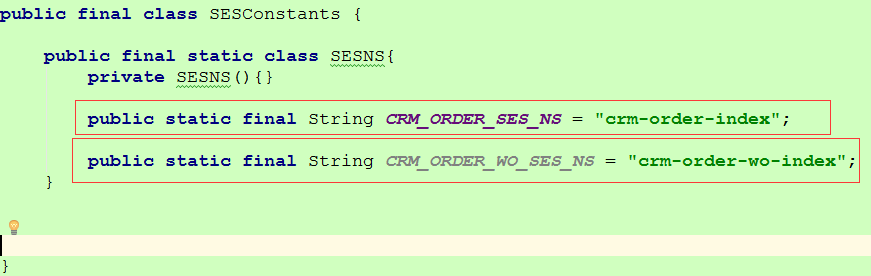 public final class SESConstants {
public final static class SESNS{
private SESNS(){}
public static final String CRM_ORDER_SES_NS = "crm-order-index";
public static final String CRM_ORDER_WO_SES_NS = "crm-order-wo-index";
}
}